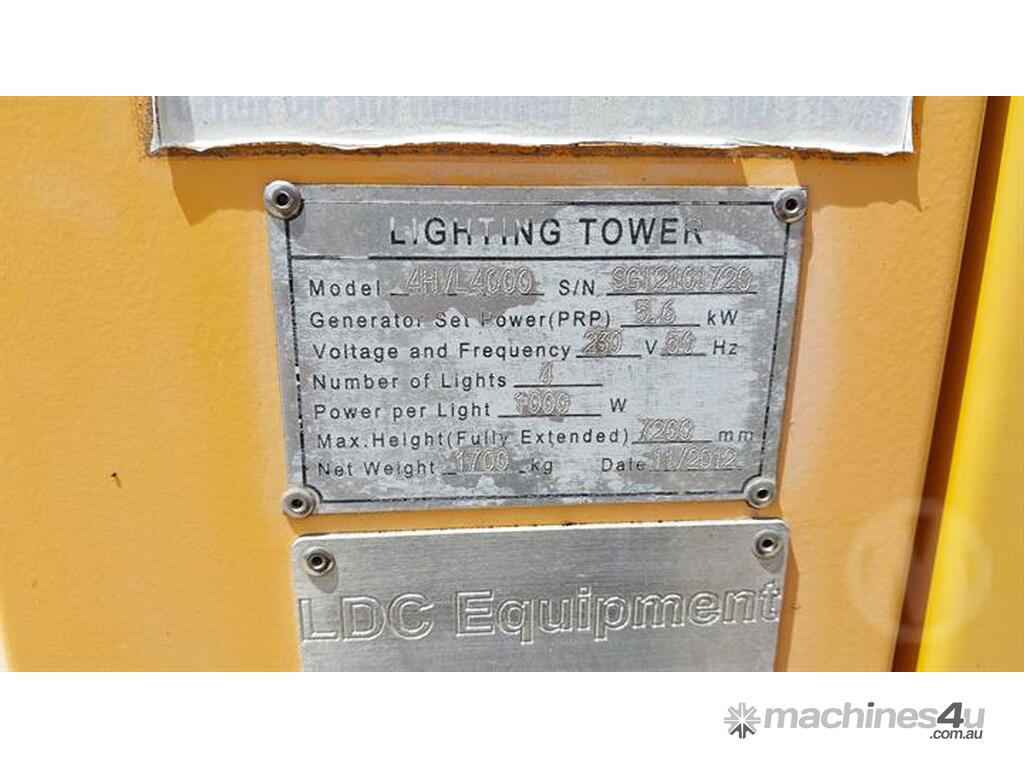 LIGHTING TOWER
Model 4HVL4000 S/N SGT2101720
Generator Set Power(PRP) 5.6 kW
Voltage and Frequency 230 V 50 Hz
Number of Lights 4
Power per Light 1000 W
Max.Height(Fully Extended) 7200 mm
Net Weight 1700 kg Date 11/2012
LDC Equipment
machines4u
.com.au